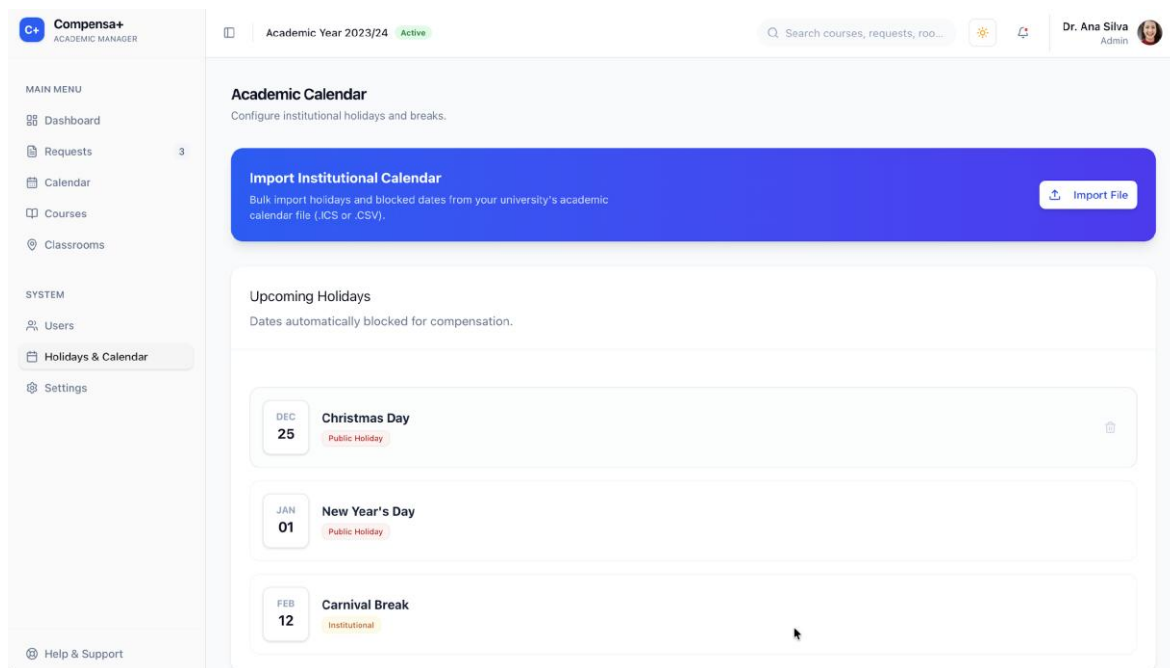 C+
Compensa+
ACADEMIC MANAGER
Academic Year 2023/24 Active
Search courses, requests, roo...
Dr. Ana Silva
Admin
MAIN MENU
Dashboard
Requests 3
Calendar
Courses
Classrooms
SYSTEM
Users
Holidays & Calendar
Settings
Help & Support
Academic Calendar
Configure institutional holidays and breaks.
Import Institutional Calendar
Bulk import holidays and blocked dates from your university's academic
calendar file (.ICS or .CSV).
Import File
Upcoming Holidays
Dates automatically blocked for compensation.
DEC
25
Christmas Day
Public Holiday
JAN
01
New Year's Day
Public Holiday
FEB
12
Carnival Break
Institutional